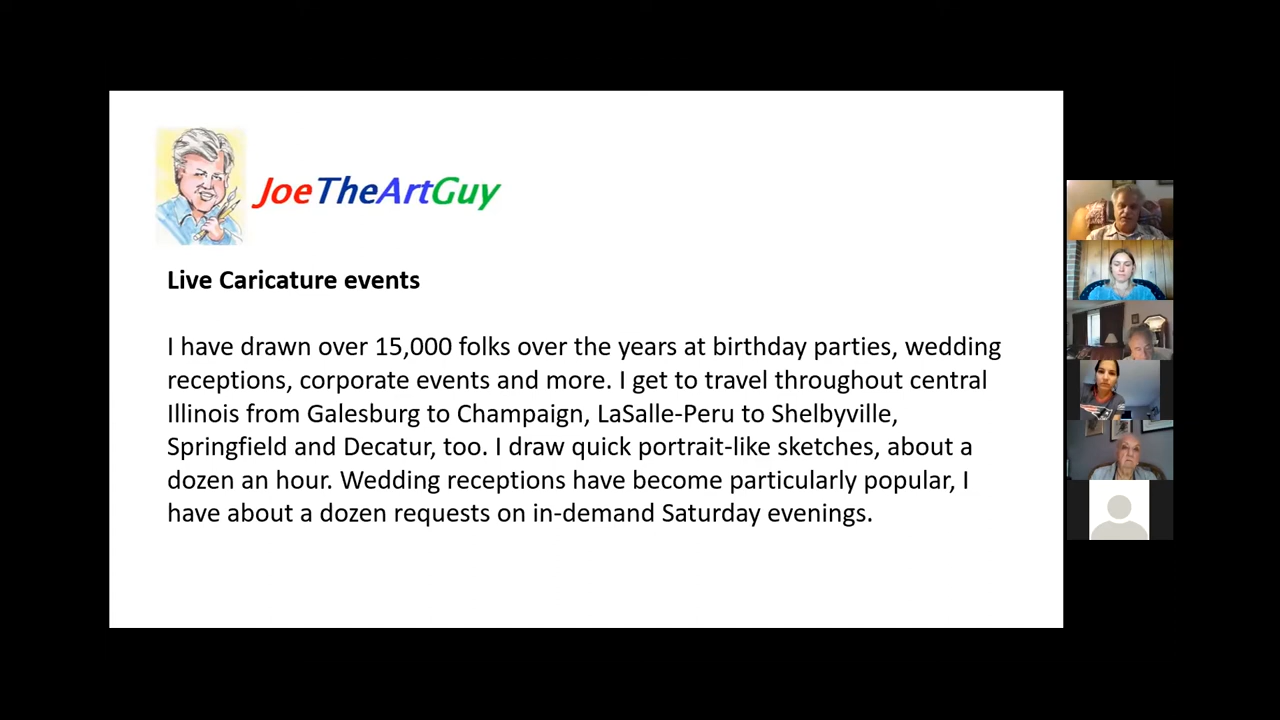 JoeTheArtGuy
Live Caricature events
I have drawn over 15,000 folks over the years at birthday parties, wedding
receptions, corporate events and more. I get to travel throughout central
Illinois from Galesburg to Champaign, LaSalle-Peru to Shelbyville,
Springfield and Decatur, too. I draw quick portrait-like sketches, about a
dozen an hour. Wedding receptions have become particularly popular, I
have about a dozen requests on in-demand Saturday evenings.